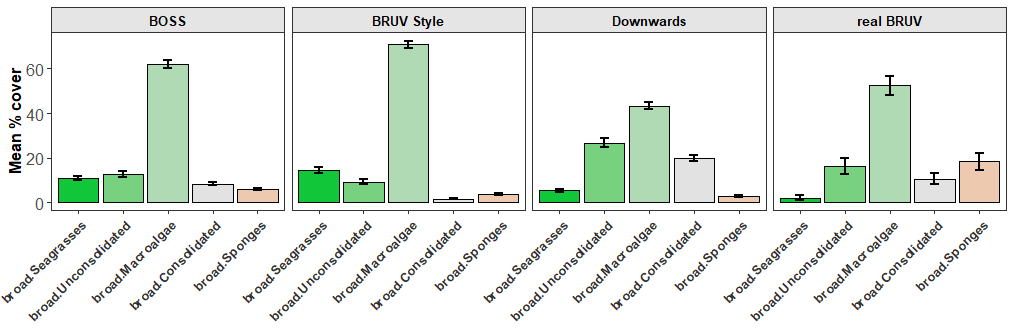 BOSS
BRUV Style
Downwards
real BRUV
Mean % cover
60
40
20
0
broad.Seagrasses
broad.Unconsolidated
broad.Macroalgae
broad.Consolidated
broad.Sponges
broad.Seagrasses
broad.Unconsolidated
broad.Macroalgae
broad.Consolidated
broad.Sponges
broad.Seagrasses
broad.Unconsolidated
broad.Macroalgae
broad.Consolidated
broad.Sponges
broad.Seagrasses
broad.Unconsolidated
broad.Macroalgae
broad.Consolidated
broad.Sponges